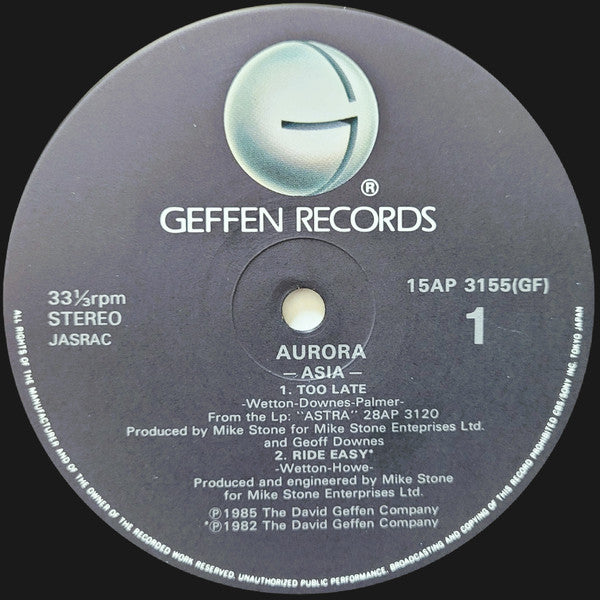 G
®
GEFFEN RECORDS
33⅓rpm
STEREO
JASRAC
15AP 3155(GF)
1
AURORA
— ASIA —
1. TOO LATE
-Wetton-Downes-Palmer-
From the Lp: "ASTRA" 28AP 3120
Produced by Mike Stone for Mike Stone Enterprises Ltd.
and Geoff Downes
2. RIDE EASY*
-Wetton-Howe-
Produced and engineered by Mike Stone
for Mike Stone Enterprises Ltd.
Ⓟ1985 The David Geffen Company
*Ⓟ1982 The David Geffen Company
ALL RIGHTS OF THE MANUFACTURER AND OF THE OWNER OF THE RECORDED WORK RESERVED. UNAUTHORIZED PUBLIC PERFORMANCE, BROADCASTING AND COPYING OF THIS RECORD PROHIBITED CBS/SONY INC. TOKYO JAPAN